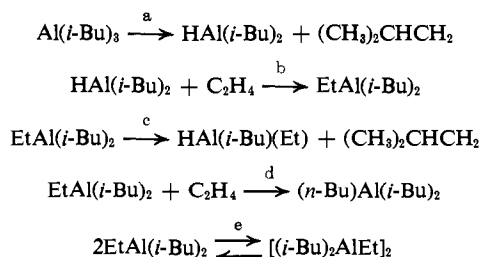 a
Al(i-Bu)₃ ⟶ HAl(i-Bu)₂ + (CH₃)₂CHCH₂
b
HAl(i-Bu)₂ + C₂H₄ ⟶ EtAl(i-Bu)₂
c
EtAl(i-Bu)₂ ⟶ HAl(i-Bu)(Et) + (CH₃)₂CHCH₂
d
EtAl(i-Bu)₂ + C₂H₄ ⟶ (n-Bu)Al(i-Bu)₂
e
2EtAl(i-Bu)₂ ⇄ [(i-Bu)₂AlEt]₂